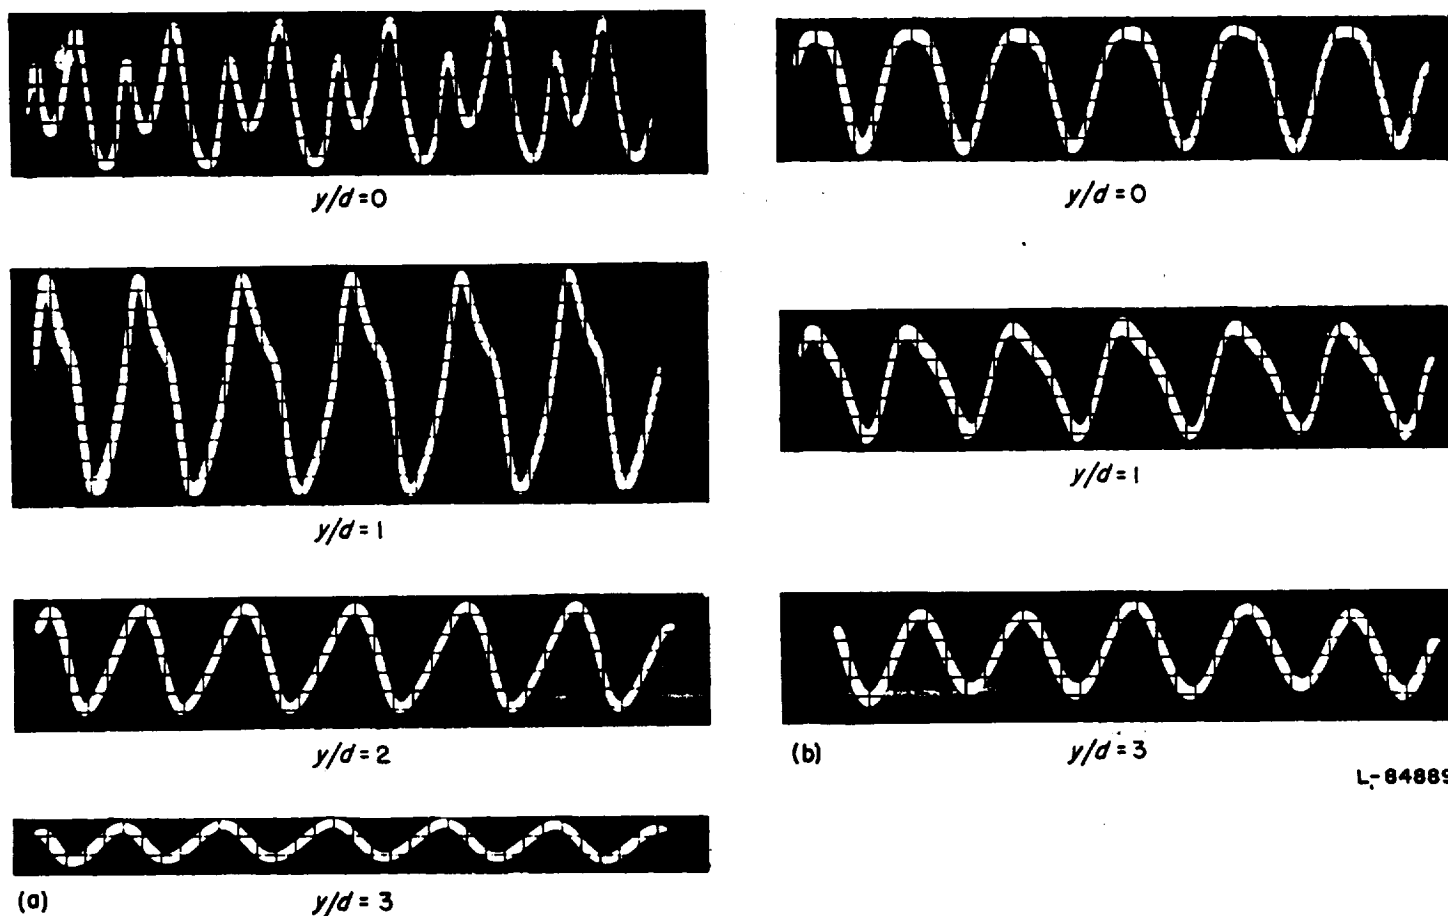 y/d = 0
y/d = 1
y/d = 2
(a) y/d = 3
y/d = 0
y/d = 1
(b) y/d = 3
L-84889